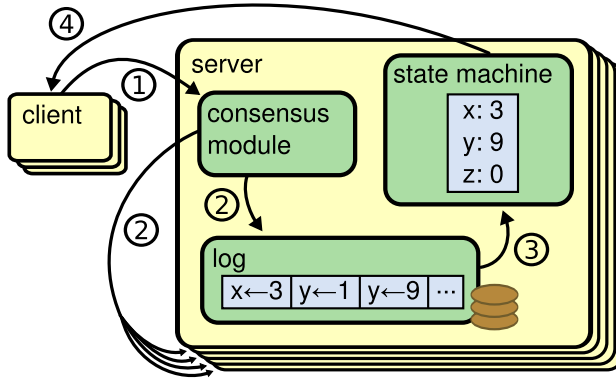 ④
①
server
client
consensus
module
state machine
x: 3
y: 9
z: 0
②
②
③
log
x←3 y←1 y←9 ...